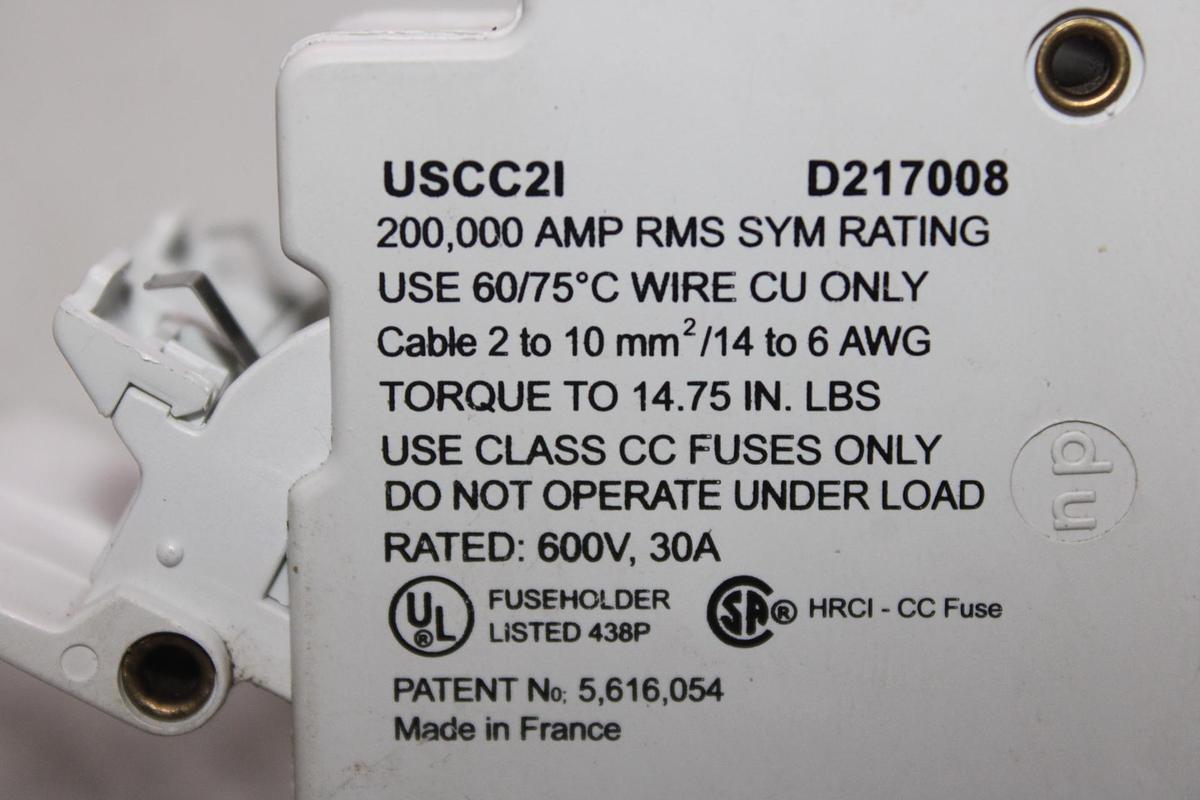 USCC2I D217008
200,000 AMP RMS SYM RATING
USE 60/75°C WIRE CU ONLY
Cable 2 to 10 mm²/14 to 6 AWG
TORQUE TO 14.75 IN. LBS
USE CLASS CC FUSES ONLY
DO NOT OPERATE UNDER LOAD
RATED: 600V, 30A
UL® FUSEHOLDER
LISTED 438P
SA® HRCI - CC Fuse
PATENT No: 5,616,054
Made in France